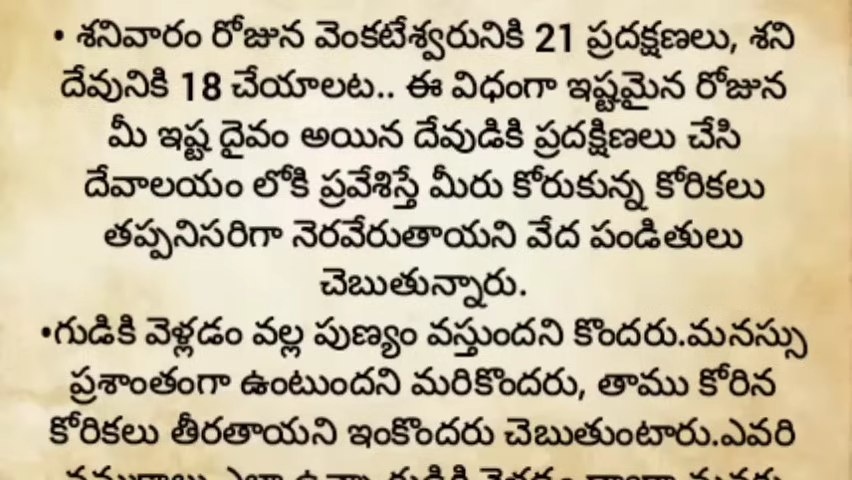 • శనివారం రోజున వెంకటేశ్వరునికి 21 ప్రదక్షణలు, శని
దేవునికి 18 చేయాలట.. ఈ విధంగా ఇష్టమైన రోజున
మీ ఇష్ట దైవం అయిన దేవుడికి ప్రదక్షిణలు చేసి
దేవాలయం లోకి ప్రవేశిస్తే మీరు కోరుకున్న కోరికలు
తప్పనిసరిగా నెరవేరుతాయని వేద పండితులు
చెబుతున్నారు.
•గుడికి వెళ్లడం వల్ల పుణ్యం వస్తుందని కొందరు.మనస్సు
ప్రశాంతంగా ఉంటుందని మరికొందరు, తాము కోరిన
కోరికలు తీరతాయని ఇంకొందరు చెబుతుంటారు.ఎవరి